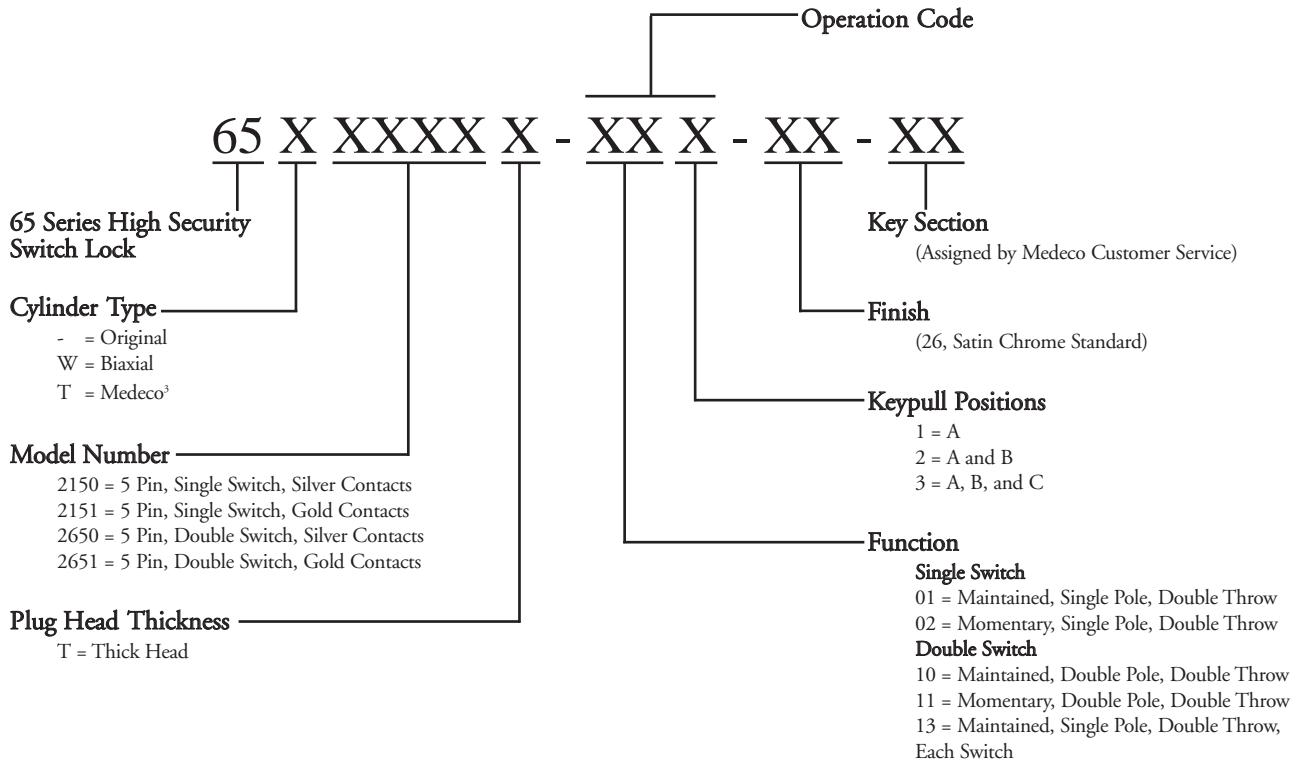 Operation Code
65 X XXXX X - XX X - XX - XX
65 Series High Security
Switch Lock
Cylinder Type
- = Original
W = Biaxial
T = Medeco³
Model Number
2150 = 5 Pin, Single Switch, Silver Contacts
2151 = 5 Pin, Single Switch, Gold Contacts
2650 = 5 Pin, Double Switch, Silver Contacts
2651 = 5 Pin, Double Switch, Gold Contacts
Plug Head Thickness
T = Thick Head
Key Section
(Assigned by Medeco Customer Service)
Finish
(26, Satin Chrome Standard)
Keypull Positions
1 = A
2 = A and B
3 = A, B, and C
Function
Single Switch
01 = Maintained, Single Pole, Double Throw
02 = Momentary, Single Pole, Double Throw
Double Switch
10 = Maintained, Double Pole, Double Throw
11 = Momentary, Double Pole, Double Throw
13 = Maintained, Single Pole, Double Throw,
Each Switch